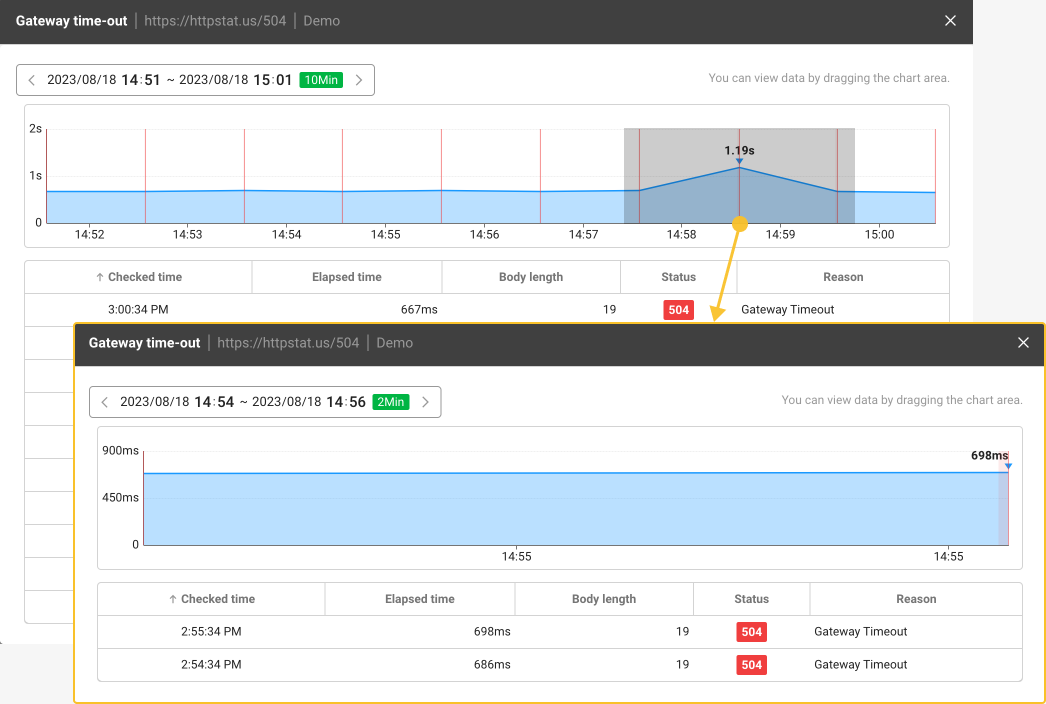 Gateway time-out | https://httpstat.us/504 | Demo
2023/08/18 14:51 ~ 2023/08/18 15:01 10Min
You can view data by dragging the chart area.
2s
1.19s
1s
0
14:52 14:53 14:54 14:55 14:56 14:57 14:58 14:59 15:00
↑ Checked time Elapsed time Body length Status Reason
3:00:34 PM 667ms 19 504 Gateway Timeout
Gateway time-out | https://httpstat.us/504 | Demo
2023/08/18 14:54 ~ 2023/08/18 14:56 2Min
You can view data by dragging the chart area.
900ms
698ms
450ms
0
14:55 14:55
↑ Checked time Elapsed time Body length Status Reason
2:55:34 PM 698ms 19 504 Gateway Timeout
2:54:34 PM 686ms 19 504 Gateway Timeout